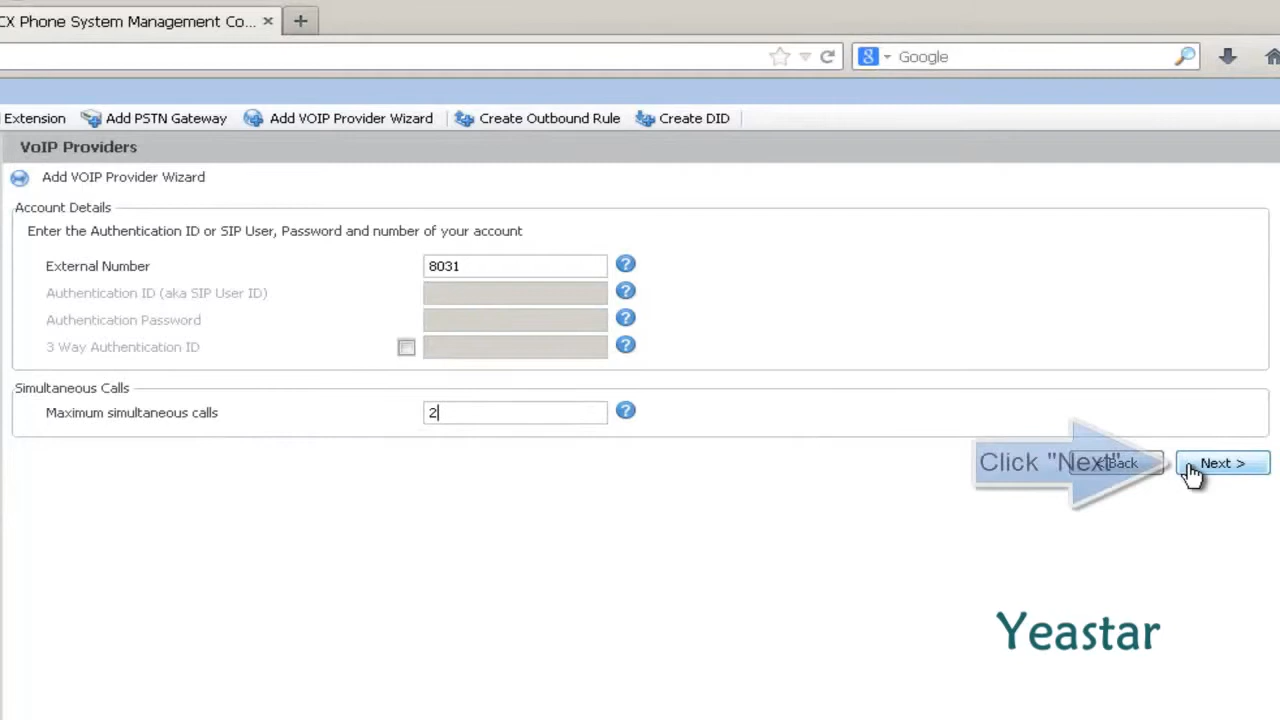 CX Phone System Management Co...
Google
Extension Add PSTN Gateway Add VOIP Provider Wizard Create Outbound Rule Create DID
VoIP Providers
Add VOIP Provider Wizard
Account Details
Enter the Authentication ID or SIP User, Password and number of your account
External Number 8031
Authentication ID (aka SIP User ID)
Authentication Password
3 Way Authentication ID
Simultaneous Calls
Maximum simultaneous calls 2
Click "Next" < Back Next >
Yeastar